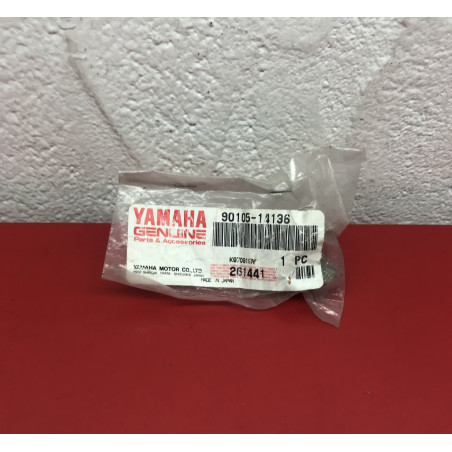 YAMAHA
GENUINE
Parts & Accessories
90105-14136
1 PC
YAMAHA MOTOR CO.,LTD.
261441
MADE IN JAPAN